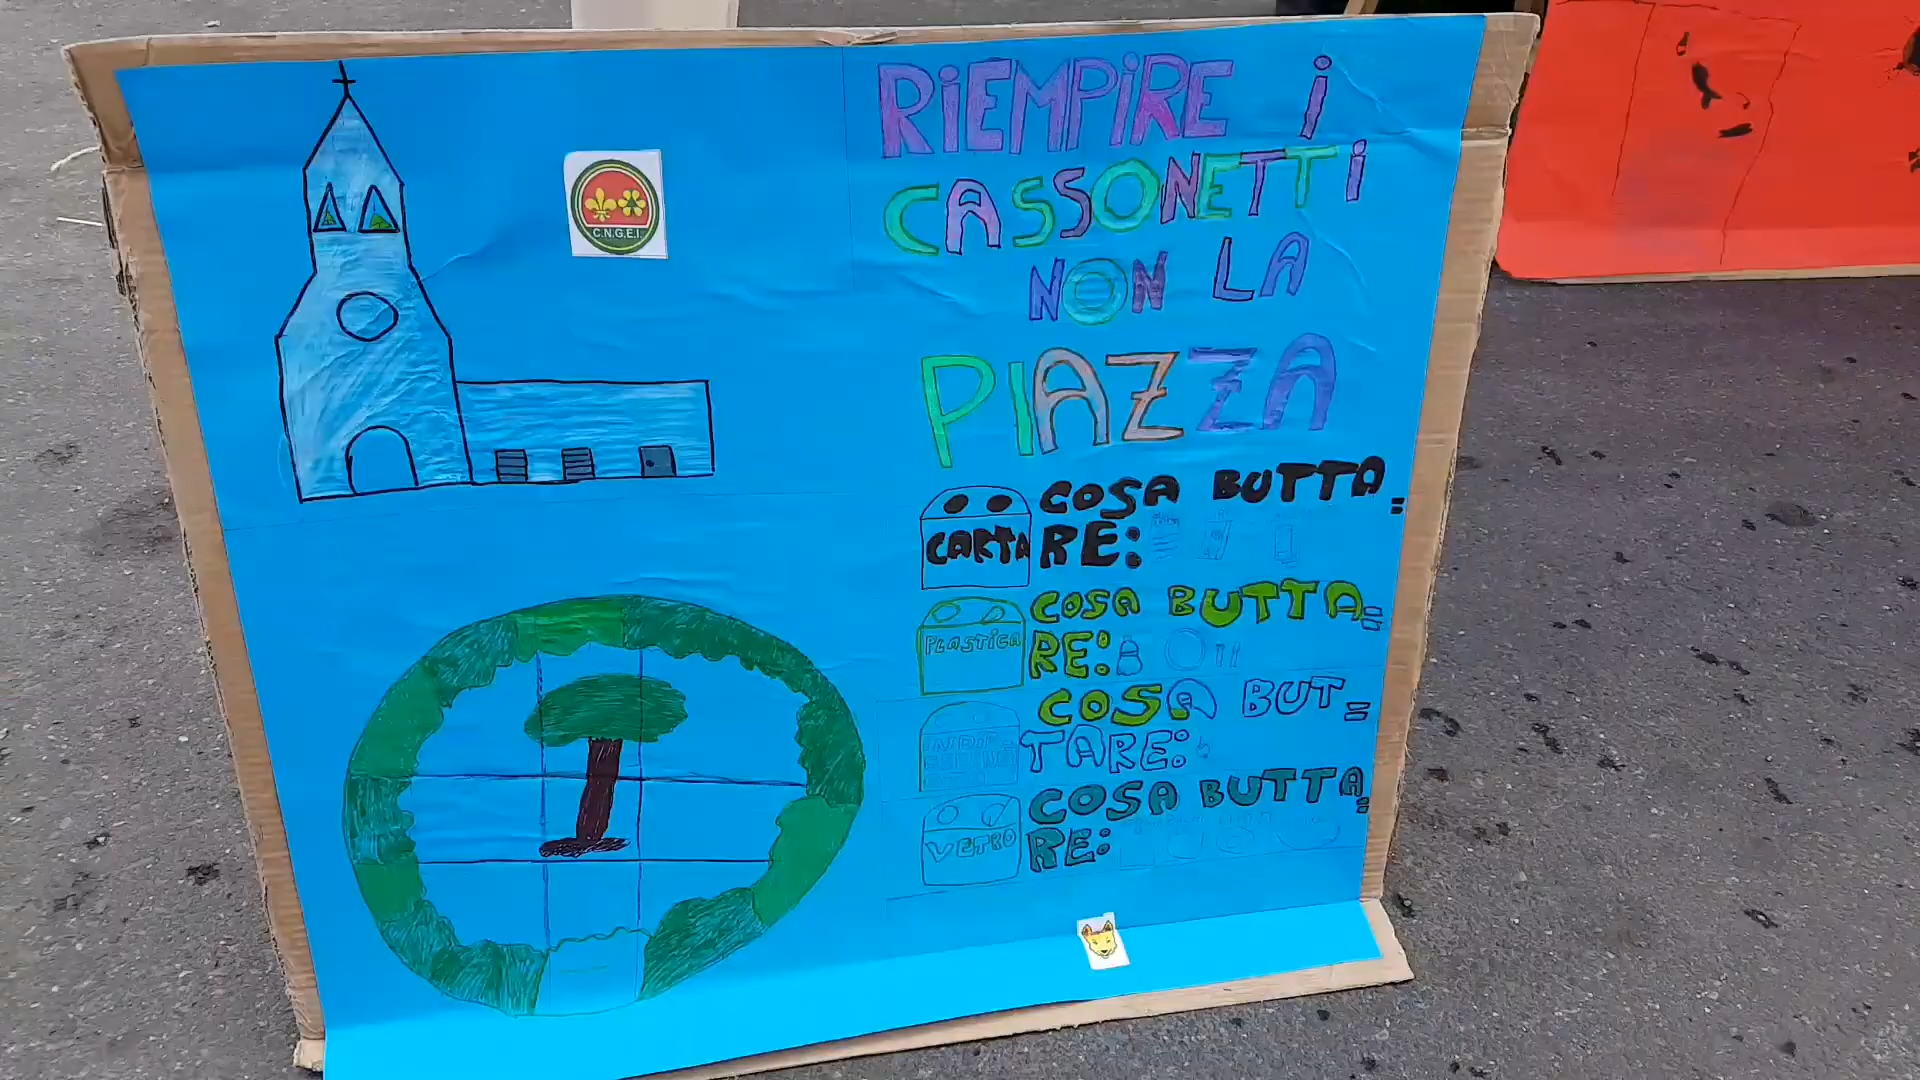 C.N.G.E.I.
RiEMPiRE i
CASSONETTi
NON LA
PIAZZA
CARTA
COSA BUTTA=
RE:
PLASTiCA
COSA BUTTA=
RE:
COSA BUT=
TARE:
VETRO
COSA BUTTA=
RE: